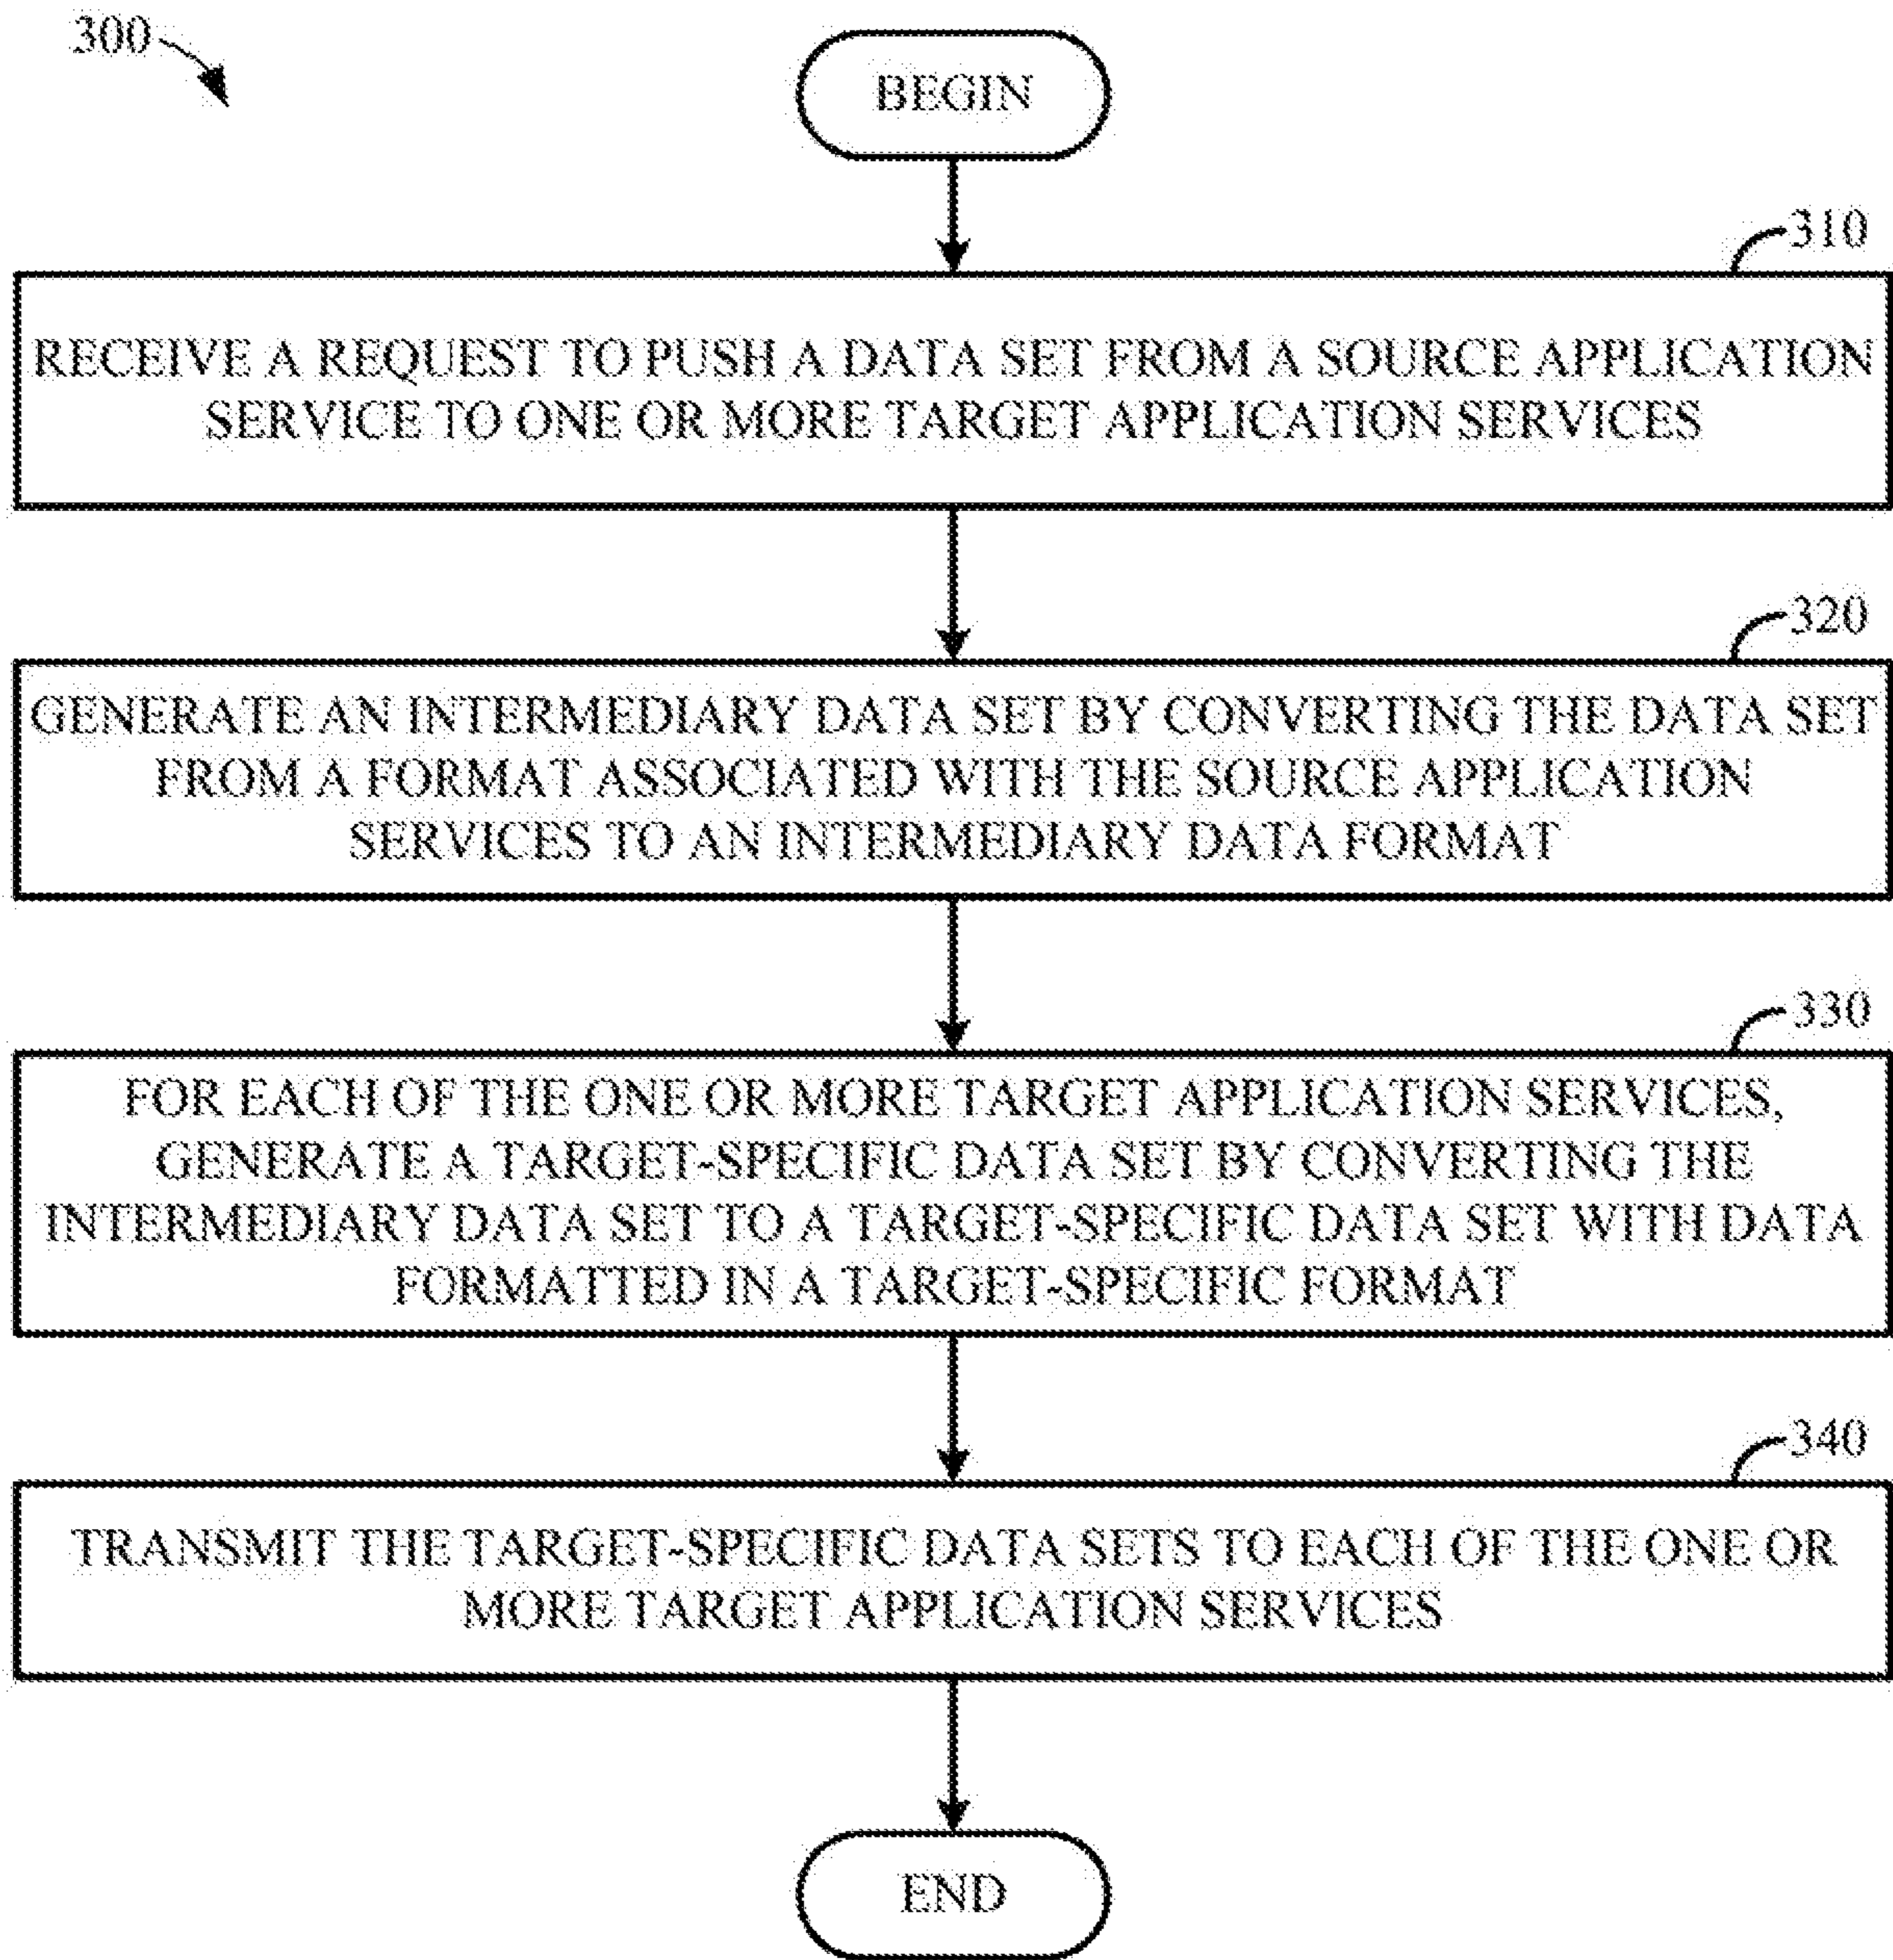 300
BEGIN
310
RECEIVE A REQUEST TO PUSH A DATA SET FROM A SOURCE APPLICATION
SERVICE TO ONE OR MORE TARGET APPLICATION SERVICES
320
GENERATE AN INTERMEDIARY DATA SET BY CONVERTING THE DATA SET
FROM A FORMAT ASSOCIATED WITH THE SOURCE APPLICATION
SERVICES TO AN INTERMEDIARY DATA FORMAT
330
FOR EACH OF THE ONE OR MORE TARGET APPLICATION SERVICES,
GENERATE A TARGET-SPECIFIC DATA SET BY CONVERTING THE
INTERMEDIARY DATA SET TO A TARGET-SPECIFIC DATA SET WITH DATA
FORMATTED IN A TARGET-SPECIFIC FORMAT
340
TRANSMIT THE TARGET-SPECIFIC DATA SETS TO EACH OF THE ONE OR
MORE TARGET APPLICATION SERVICES
END